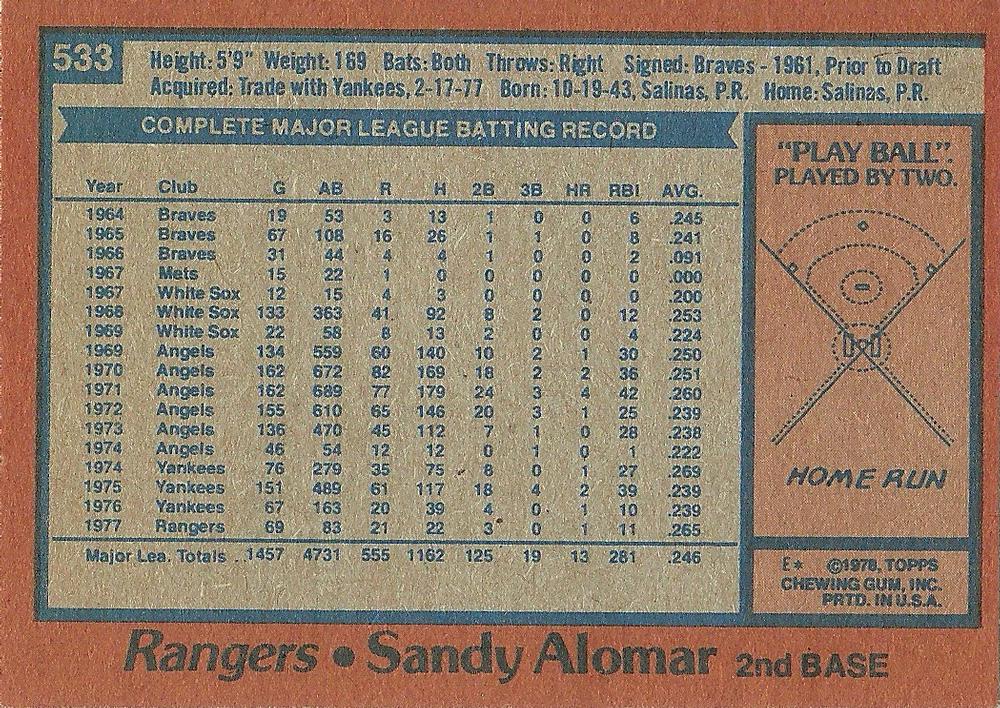 533
Height: 5'9" Weight: 169 Bats: Both Throws: Right Signed: Braves - 1961, Prior to Draft
Acquired: Trade with Yankees, 2-17-77 Born: 10-19-43, Salinas, P.R. Home: Salinas, P.R.
COMPLETE MAJOR LEAGUE BATTING RECORD
Year Club G AB R H 2B 3B HR RBI AVG.
1964 Braves 19 53 3 13 1 0 0 6 .245
1965 Braves 67 108 16 26 1 1 0 8 .241
1966 Braves 31 44 4 4 1 0 0 2 .091
1967 Mets 15 22 1 0 0 0 0 0 .000
1967 White Sox 12 15 4 3 0 0 0 0 .200
1968 White Sox 133 363 41 92 8 2 0 12 .253
1969 White Sox 22 58 8 13 2 0 0 4 .224
1969 Angels 134 559 60 140 10 2 1 30 .250
1970 Angels 162 672 82 169 18 2 2 36 .251
1971 Angels 162 689 77 179 24 3 4 42 .260
1972 Angels 155 610 65 146 20 3 1 25 .239
1973 Angels 136 470 45 112 7 1 0 28 .238
1974 Angels 46 54 12 12 0 1 0 1 .222
1974 Yankees 76 279 35 75 8 0 1 27 .269
1975 Yankees 151 489 61 117 18 4 2 39 .239
1976 Yankees 67 163 20 39 4 0 1 10 .239
1977 Rangers 69 83 21 22 3 0 1 11 .265
Major Lea. Totals .. 1457 4731 555 1162 125 19 13 281 .246
"PLAY BALL".
PLAYED BY TWO.
HOME RUN
E* ©1978, TOPPS
CHEWING GUM, INC.
PRTD. IN U.S.A.
Rangers • Sandy Alomar 2nd BASE